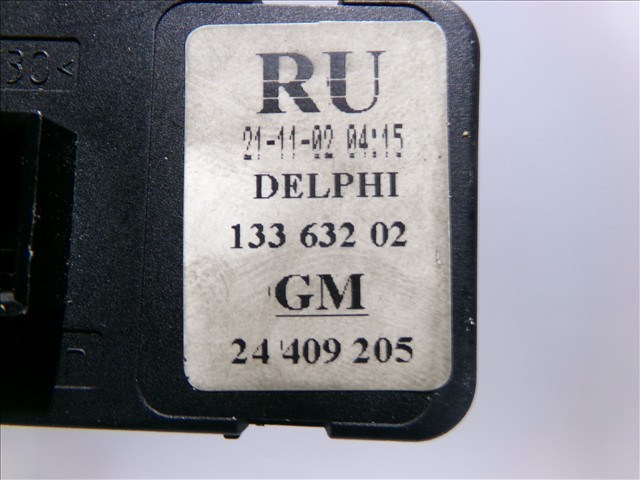 RU
21-11-02 04:15
DELPHI
133 632 02
GM
24 409 205